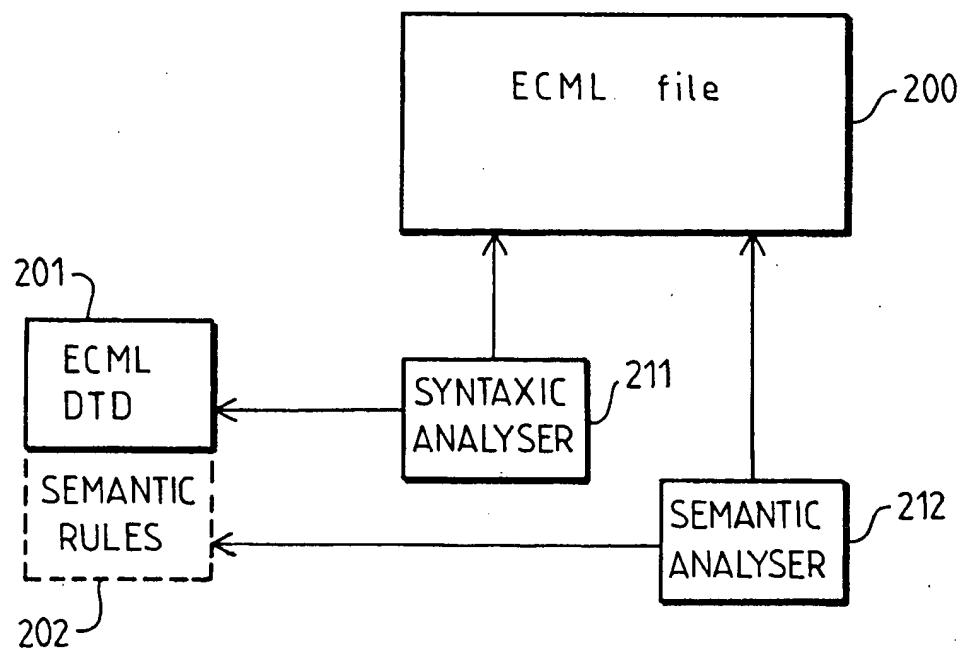 ECML file
200
201
ECML
DTD
SYNTAXIC
ANALYSER
211
SEMANTIC
RULES
SEMANTIC
ANALYSER
212
202